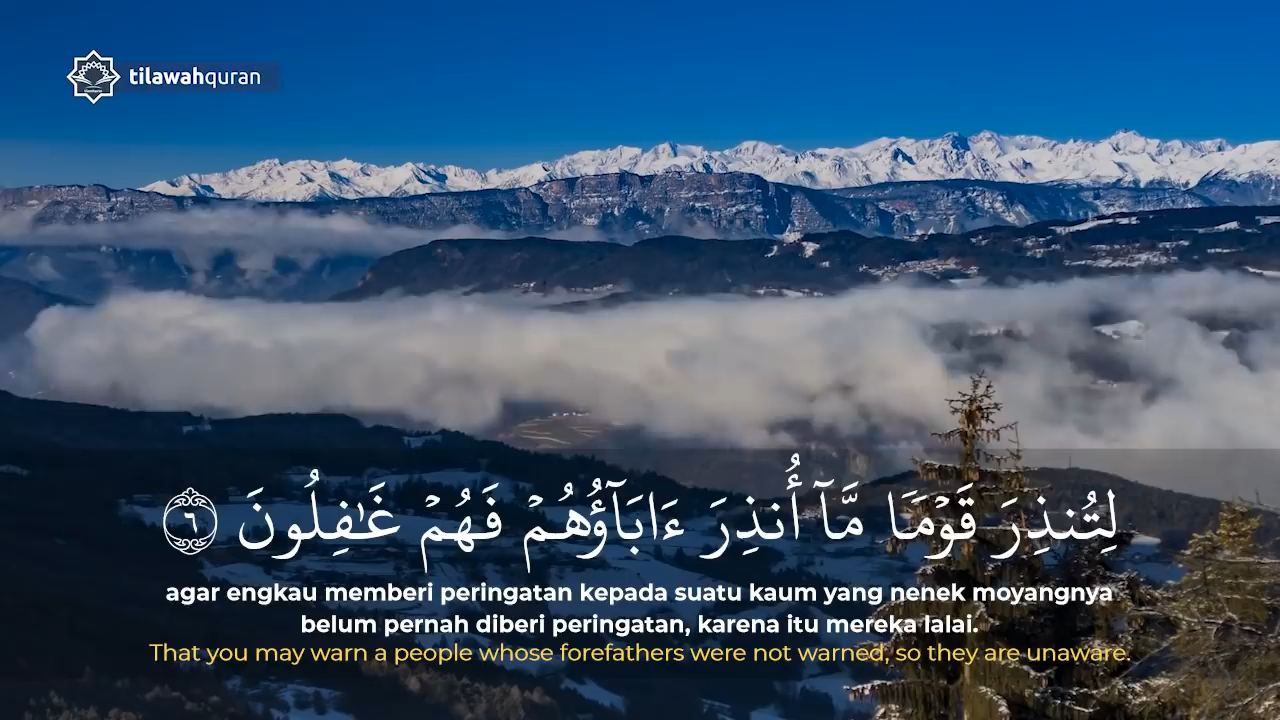 tilawahquran
لِتُنذِرَ قَوْمًا مَّآ أُنذِرَ ءَابَآؤُهُمْ فَهُمْ غَـٰفِلُونَ ٦
agar engkau memberi peringatan kepada suatu kaum yang nenek moyangnya
belum pernah diberi peringatan, karena itu mereka lalai.
That you may warn a people whose forefathers were not warned, so they are unaware.